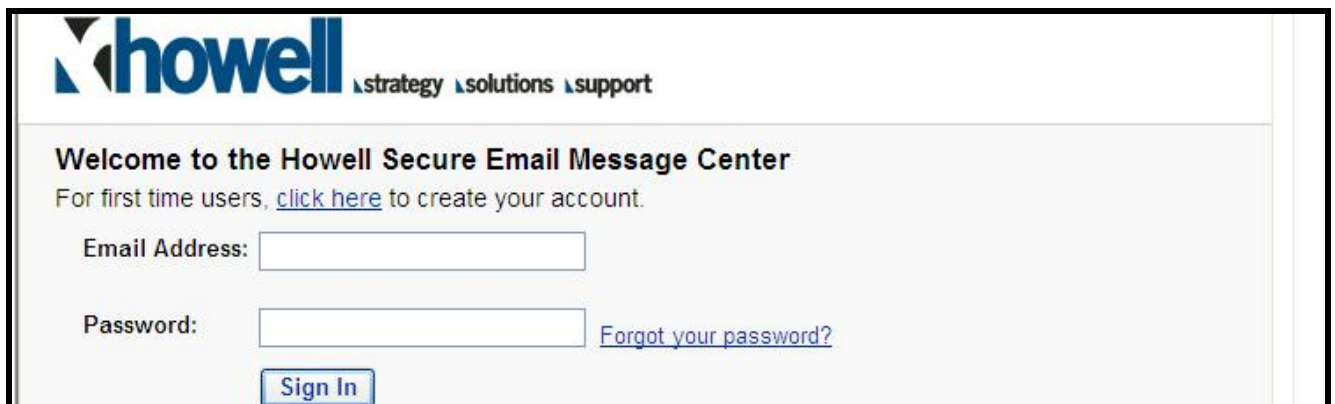 howell strategy solutions support
Welcome to the Howell Secure Email Message Center
For first time users, click here to create your account.
Email Address:
Password: Forgot your password?
Sign In